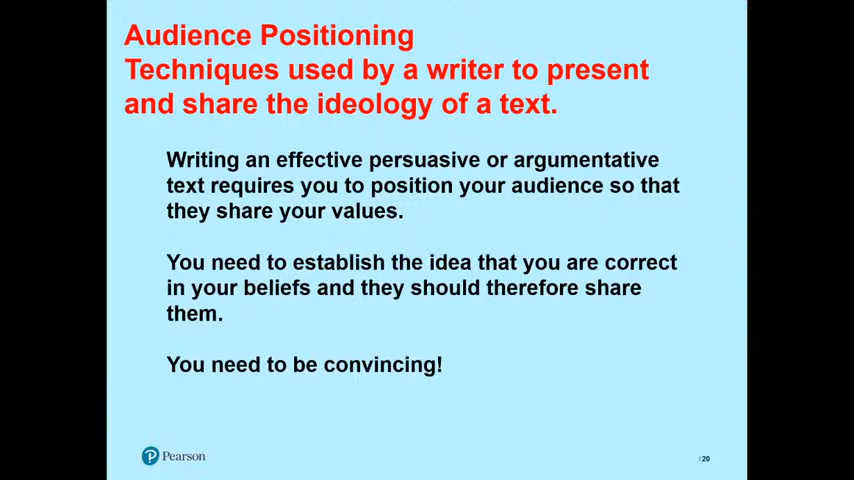 Audience Positioning
Techniques used by a writer to present
and share the ideology of a text.
Writing an effective persuasive or argumentative
text requires you to position your audience so that
they share your values.
You need to establish the idea that you are correct
in your beliefs and they should therefore share
them.
You need to be convincing!
Pearson
| 20